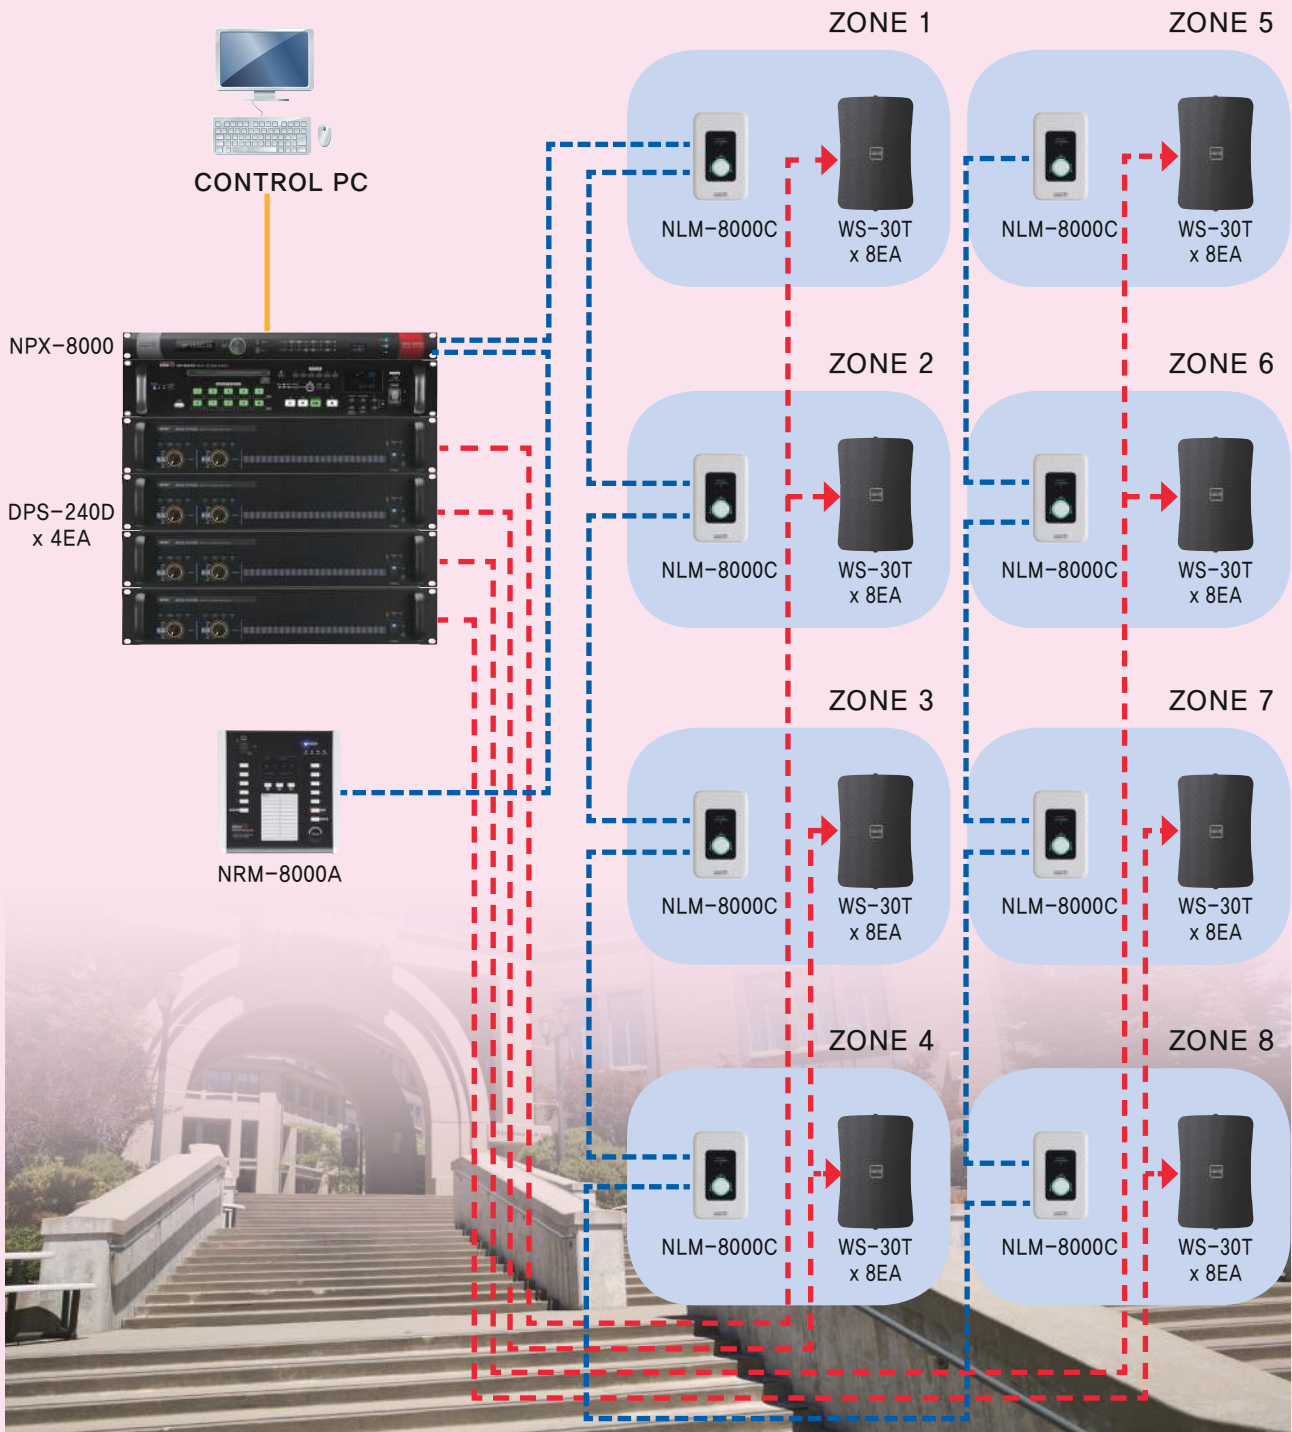 ZONE 1
ZONE 5
CONTROL PC
NLM-8000C
WS-30T
x 8EA
NLM-8000C
WS-30T
x 8EA
NPX-8000
ZONE 2
ZONE 6
DPS-240D
x 4EA
NLM-8000C
WS-30T
x 8EA
NLM-8000C
WS-30T
x 8EA
ZONE 3
ZONE 7
NRM-8000A
NLM-8000C
WS-30T
x 8EA
NLM-8000C
WS-30T
x 8EA
ZONE 4
ZONE 8
NLM-8000C
WS-30T
x 8EA
NLM-8000C
WS-30T
x 8EA